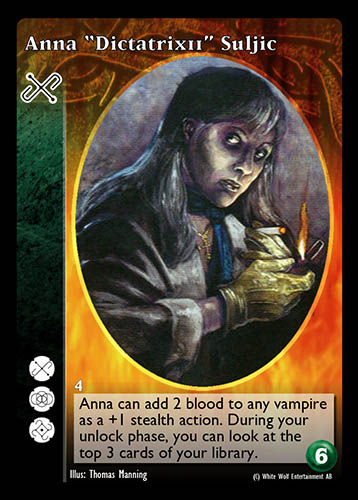 Anna "Dictatrix11" Suljic
4
Anna can add 2 blood to any vampire
as a +1 stealth action. During your
unlock phase, you can look at the
top 3 cards of your library.
6
Illus: Thomas Manning
(C) White Wolf Entertainment AB